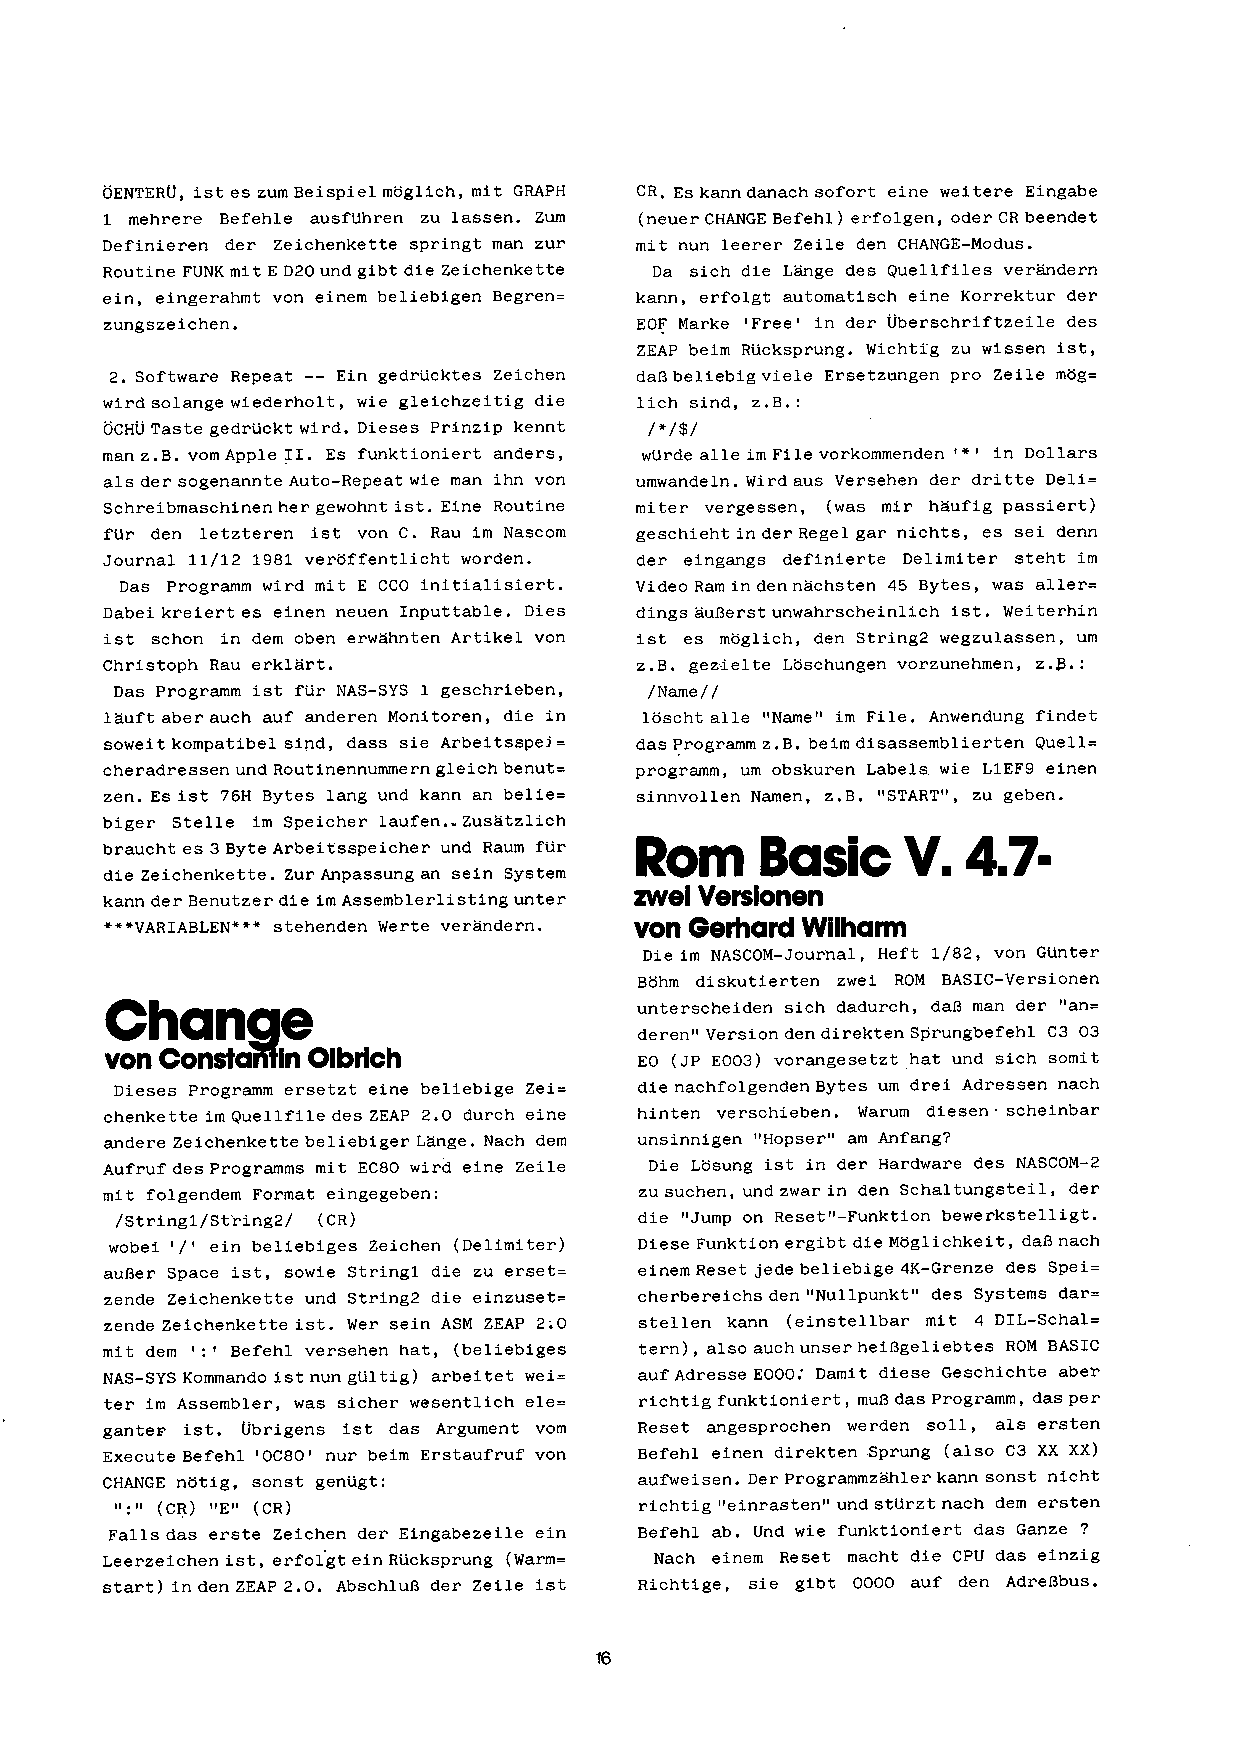 ÖENTERÜ, ist es zum Beispiel möglich, mit GRAPH
1 mehrere Befehle ausführen zu lassen. Zum
Definieren der Zeichenkette springt man zur
Routine FUNK mit E D20 und gibt die Zeichenkette
ein, eingerahmt von einem beliebigen Begren=
zungszeichen.
2. Software Repeat -- Ein gedrücktes Zeichen
wird solange wiederholt, wie gleichzeitig die
ÖCHÜ Taste gedrückt wird. Dieses Prinzip kennt
man z.B. vom Apple II. Es funktioniert anders,
als der sogenannte Auto-Repeat wie man ihn von
Schreibmaschinen her gewohnt ist. Eine Routine
für den letzteren ist von C. Rau im Nascom
Journal 11/12 1981 veröffentlicht worden.
Das Programm wird mit E CC0 initialisiert.
Dabei kreiert es einen neuen Inputtable. Dies
ist schon in dem oben erwähnten Artikel von
Christoph Rau erklärt.
Das Programm ist für NAS-SYS 1 geschrieben,
läuft aber auch auf anderen Monitoren, die in
soweit kompatibel sind, dass sie Arbeitsspei=
cheradressen und Routinennummern gleich benut=
zen. Es ist 76H Bytes lang und kann an belie=
biger Stelle im Speicher laufen. Zusätzlich
braucht es 3 Byte Arbeitsspeicher und Raum für
die Zeichenkette. Zur Anpassung an sein System
kann der Benutzer die im Assemblerlisting unter
***VARIABLEN*** stehenden Werte verändern.
Change
von Constantin Olbrich
Dieses Programm ersetzt eine beliebige Zei=
chenkette im Quellfile des ZEAP 2.0 durch eine
andere Zeichenkette beliebiger Länge. Nach dem
Aufruf des Programms mit EC80 wird eine Zeile
mit folgendem Format eingegeben:
/String1/String2/ (CR)
wobei '/' ein beliebiges Zeichen (Delimiter)
außer Space ist, sowie String1 die zu erset=
zende Zeichenkette und String2 die einzuset=
zende Zeichenkette ist. Wer sein ASM ZEAP 2.0
mit dem ':' Befehl versehen hat, (beliebiges
NAS-SYS Kommando ist nun gültig) arbeitet wei=
ter im Assembler, was sicher wesentlich ele=
ganter ist. Übrigens ist das Argument vom
Execute Befehl '0C80' nur beim Erstaufruf von
CHANGE nötig, sonst genügt:
":" (CR) "E" (CR)
Falls das erste Zeichen der Eingabezeile ein
Leerzeichen ist, erfolgt ein Rücksprung (Warm=
start) in den ZEAP 2.0. Abschluß der Zeile ist
CR. Es kann danach sofort eine weitere Eingabe
(neuer CHANGE Befehl) erfolgen, oder CR beendet
mit nun leerer Zeile den CHANGE-Modus.
Da sich die Länge des Quellfiles verändern
kann, erfolgt automatisch eine Korrektur der
EOF Marke 'Free' in der Überschriftzeile des
ZEAP beim Rücksprung. Wichtig zu wissen ist,
daß beliebig viele Ersetzungen pro Zeile mög=
lich sind, z.B.:
/*/$/
würde alle im File vorkommenden '*' in Dollars
umwandeln. Wird aus Versehen der dritte Deli=
miter vergessen, (was mir häufig passiert)
geschieht in der Regel gar nichts, es sei denn
der eingangs definierte Delimiter steht im
Video Ram in den nächsten 45 Bytes, was aller=
dings äußerst unwahrscheinlich ist. Weiterhin
ist es möglich, den String2 wegzulassen, um
z.B. gezielte Löschungen vorzunehmen, z.B.:
/Name//
löscht alle "Name" im File. Anwendung findet
das Programm z.B. beim disassemblierten Quell=
programm, um obskuren Labels wie L1EF9 einen
sinnvollen Namen, z.B. "START", zu geben.
Rom Basic V. 4.7-
zwei Versionen
von Gerhard Wilharm
Die im NASCOM-Journal, Heft 1/82, von Günter
Böhm diskutierten zwei ROM BASIC-Versionen
unterscheiden sich dadurch, daß man der "an=
deren" Version den direkten Sprungbefehl C3 03
E0 (JP E003) vorangesetzt hat und sich somit
die nachfolgenden Bytes um drei Adressen nach
hinten verschieben. Warum diesen scheinbar
unsinnigen "Hopser" am Anfang?
Die Lösung ist in der Hardware des NASCOM-2
zu suchen, und zwar in den Schaltungsteil, der
die "Jump on Reset"-Funktion bewerkstelligt.
Diese Funktion ergibt die Möglichkeit, daß nach
einem Reset jede beliebige 4K-Grenze des Spei=
cherbereichs den "Nullpunkt" des Systems dar=
stellen kann (einstellbar mit 4 DIL-Schal=
tern), also auch unser heißgeliebtes ROM BASIC
auf Adresse E000. Damit diese Geschichte aber
richtig funktioniert, muß das Programm, das per
Reset angesprochen werden soll, als ersten
Befehl einen direkten Sprung (also C3 XX XX)
aufweisen. Der Programmzähler kann sonst nicht
richtig "einrasten" und stürzt nach dem ersten
Befehl ab. Und wie funktioniert das Ganze ?
Nach einem Reset macht die CPU das einzig
Richtige, sie gibt 0000 auf den Adreßbus.
16